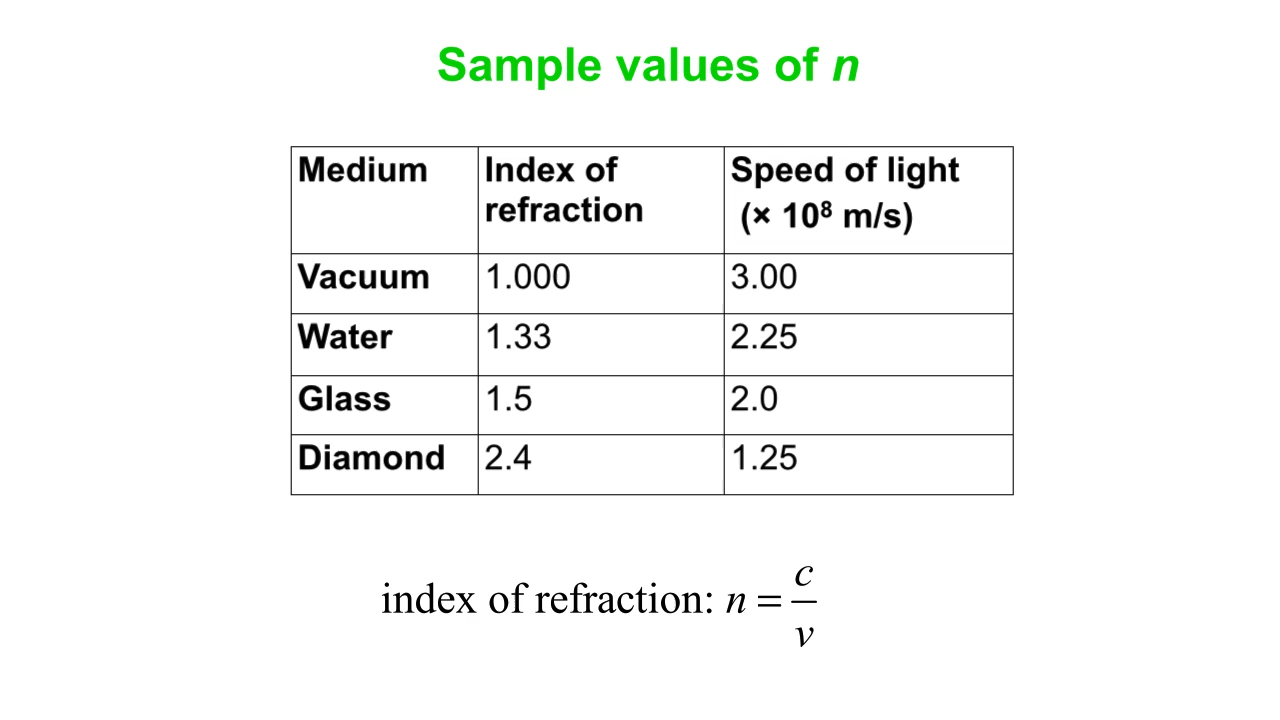 Sample values of n
Medium Index of refraction Speed of light (× 10⁸ m/s)
Vacuum 1.000 3.00
Water 1.33 2.25
Glass 1.5 2.0
Diamond 2.4 1.25
index of refraction: n = c/v